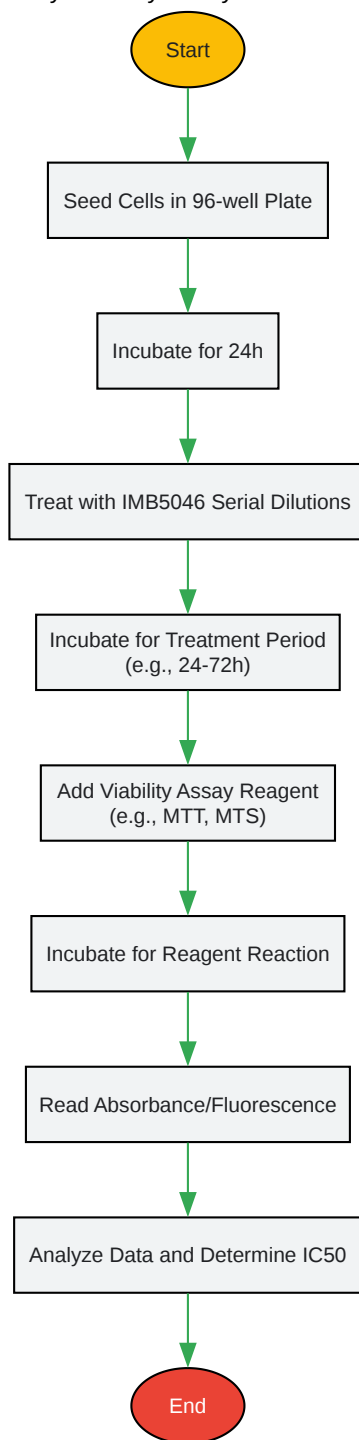 Start
Seed Cells in 96-well Plate
Incubate for 24h
Treat with IMB5046 Serial Dilutions
Incubate for Treatment Period
(e.g., 24-72h)
Add Viability Assay Reagent
(e.g., MTT, MTS)
Incubate for Reagent Reaction
Read Absorbance/Fluorescence
Analyze Data and Determine IC50
End